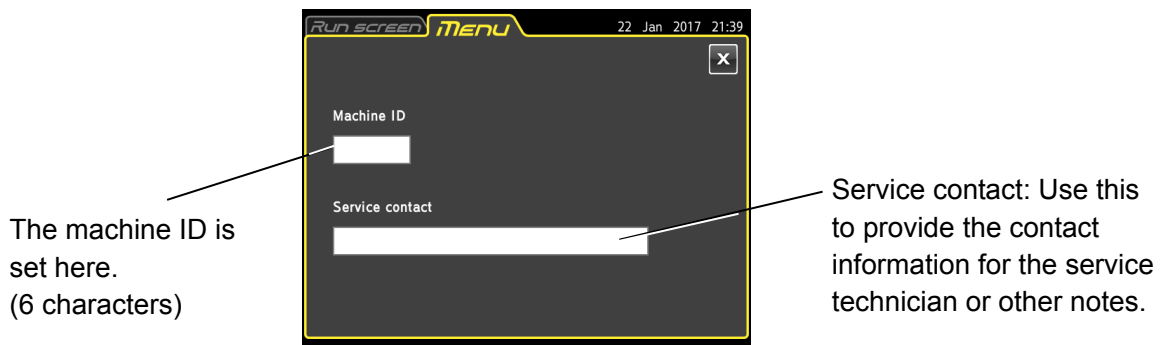 Run screen Menu 22 Jan 2017 21:39
X
Machine ID
Service contact
The machine ID is
set here.
(6 characters)
Service contact: Use this
to provide the contact
information for the service
technician or other notes.